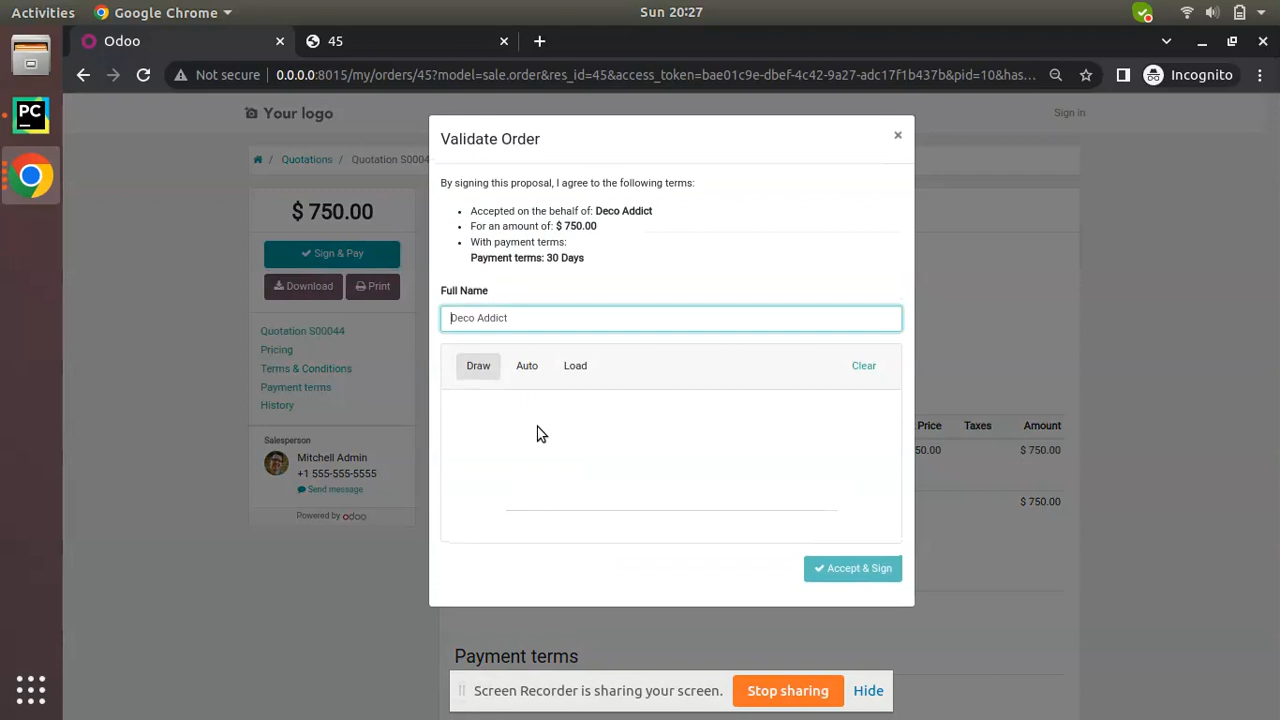 Activities Google Chrome Sun 20:27
Odoo 45
Not secure 0.0.0.0:8015/my/orders/45?model=sale.order&res_id=45&access_token=bae01c9e-dbef-4c42-9a27-adc17f1b437b&pid=10&has... Incognito
Your logo Sign in
Quotations / Quotation S0004
$ 750.00
Sign & Pay
Download Print
Quotation S00044
Pricing
Terms & Conditions
Payment terms
History
Salesperson
Mitchell Admin
+1 555-555-5555
Send message
Powered by odoo
Validate Order ×
By signing this proposal, I agree to the following terms:
• Accepted on the behalf of: Deco Addict
• For an amount of: $ 750.00
• With payment terms:
Payment terms: 30 Days
Full Name
Deco Addict
Draw Auto Load Clear
Accept & Sign
Price Taxes Amount
50.00 $ 750.00
$ 750.00
Payment terms
Screen Recorder is sharing your screen. Stop sharing Hide
PC